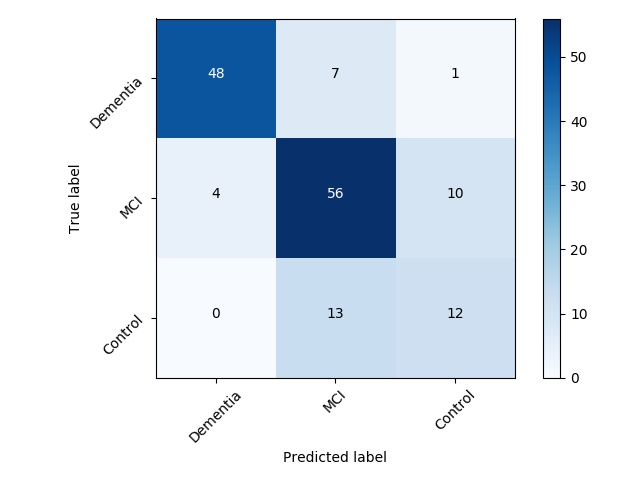 Dementia 48 7 1
MCI 4 56 10
Control 0 13 12
Dementia MCI Control
True label
Predicted label
50
40
30
20
10
0